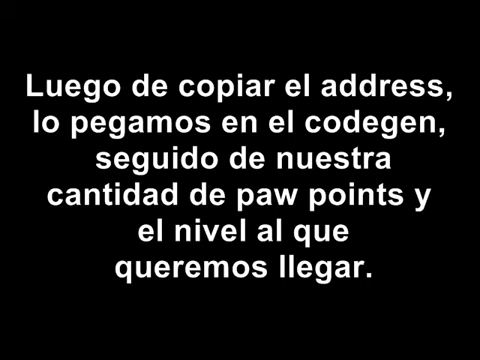 Luego de copiar el address,
lo pegamos en el codegen,
seguido de nuestra
cantidad de paw points y
el nivel al que
queremos llegar.